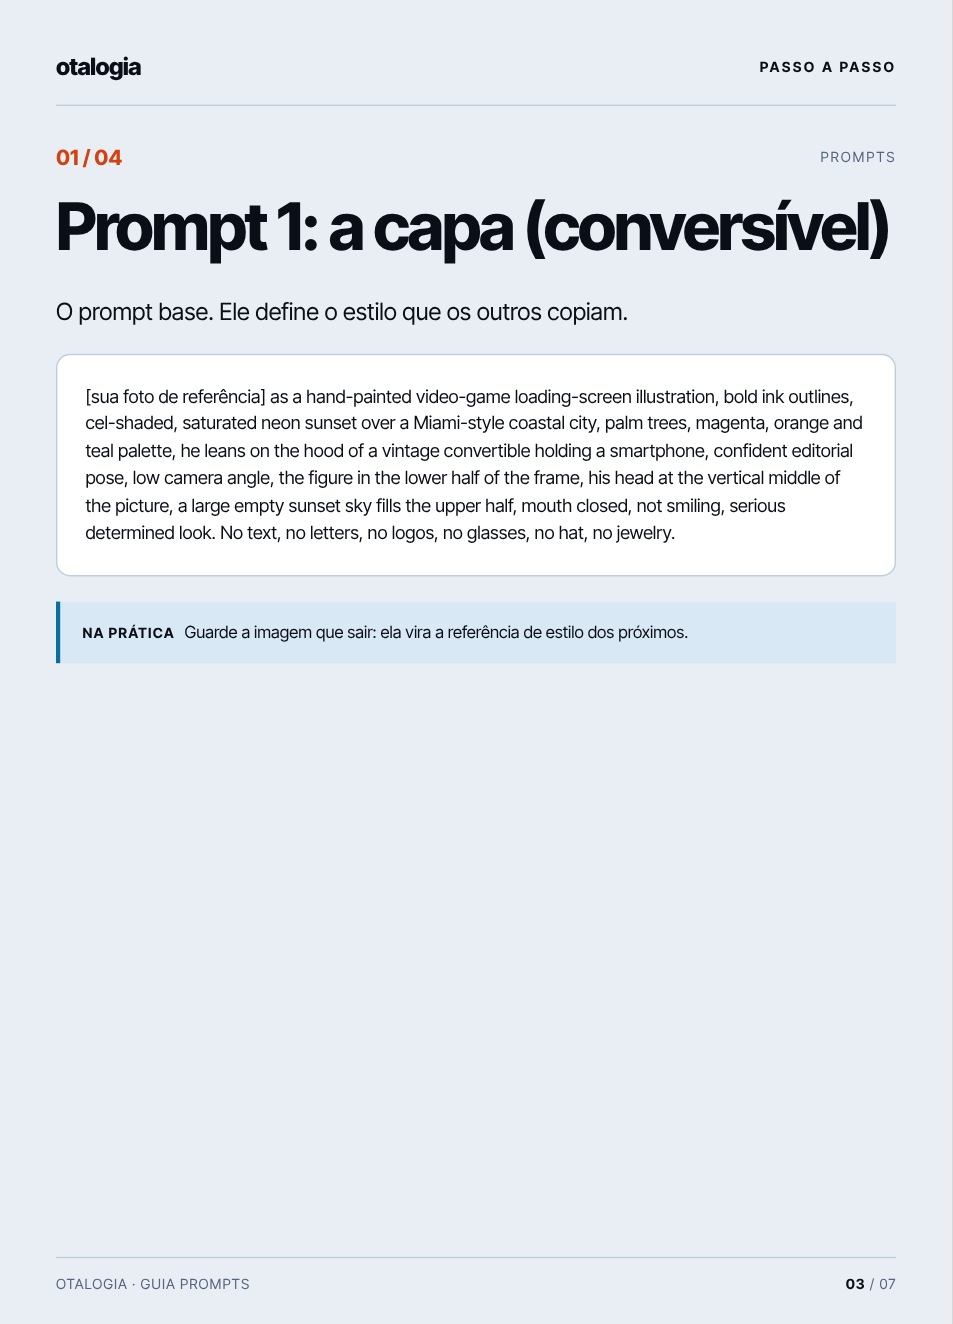 otalogia
PASSO A PASSO
01 / 04
PROMPTS
Prompt 1: a capa (conversível)
O prompt base. Ele define o estilo que os outros copiam.
[sua foto de referência] as a hand-painted video-game loading-screen illustration, bold ink outlines,
cel-shaded, saturated neon sunset over a Miami-style coastal city, palm trees, magenta, orange and
teal palette, he leans on the hood of a vintage convertible holding a smartphone, confident editorial
pose, low camera angle, the figure in the lower half of the frame, his head at the vertical middle of
the picture, a large empty sunset sky fills the upper half, mouth closed, not smiling, serious
determined look. No text, no letters, no logos, no glasses, no hat, no jewelry.
NA PRÁTICA Guarde a imagem que sair: ela vira a referência de estilo dos próximos.
OTALOGIA · GUIA PROMPTS
03 / 07